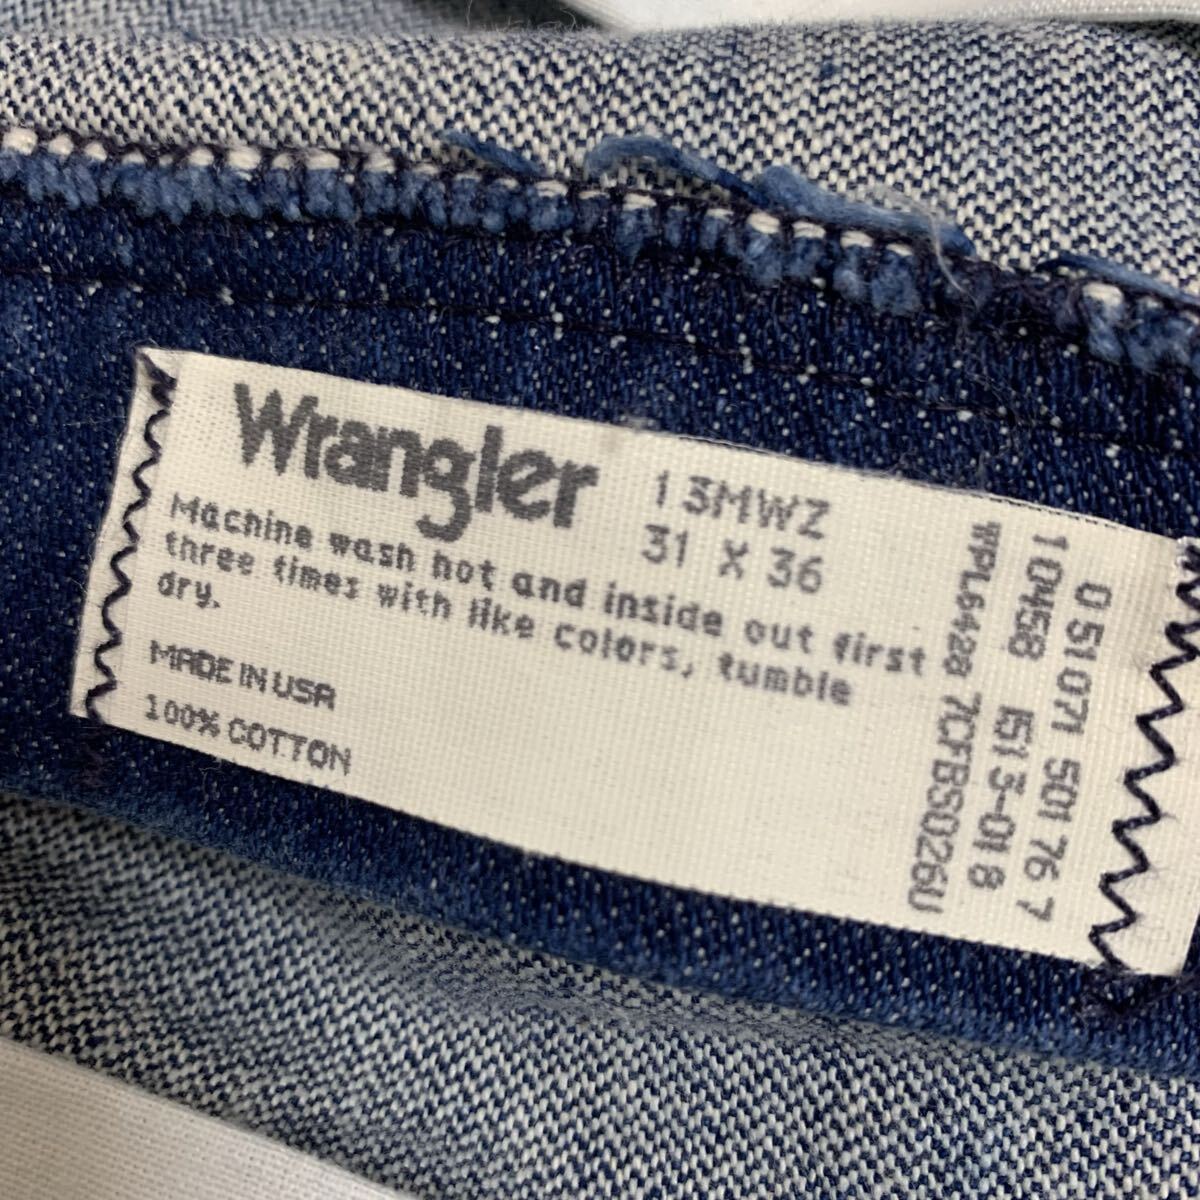 Wrangler
13MWZ
31 X 36
Machine wash hot and inside out first
three times with like colors, tumble
dry.
MADE IN USA
100% COTTON
0 51071 50176 7
10458 1513-018
WPL6428 7CFBS026U